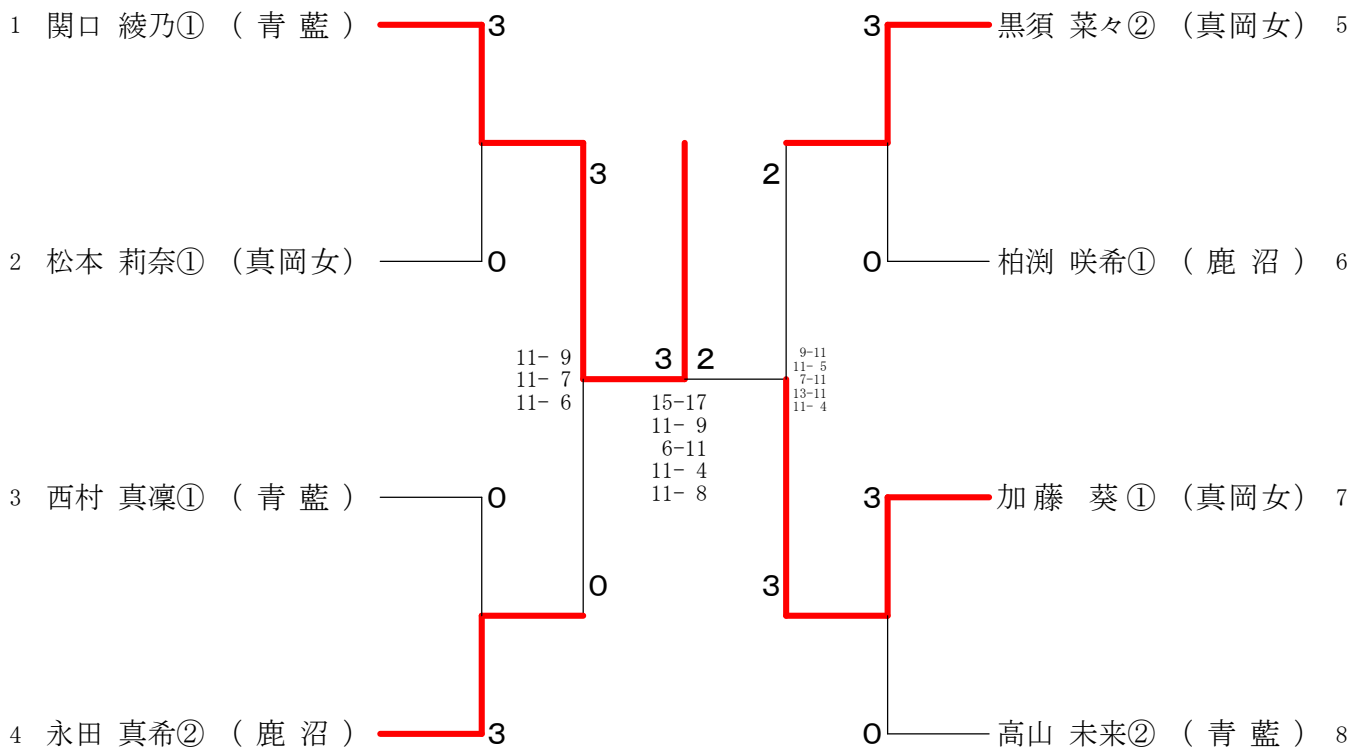 1 関口 綾乃① ( 青 藍 ) 3
3 黒須 菜々② (真岡女) 5
3
2
2 松本 莉奈① (真岡女) 0
0 柏渕 咲希① ( 鹿 沼 ) 6
11- 9
11- 7
11- 6
3 2
15-17
11- 9
6-11
11- 4
11- 8
9-11
11- 5
7-11
13-11
11- 4
3 西村 真凜① ( 青 藍 ) 0
3 加藤 葵① (真岡女) 7
0
3
4 永田 真希② ( 鹿 沼 ) 3
0 高山 未来② ( 青 藍 ) 8